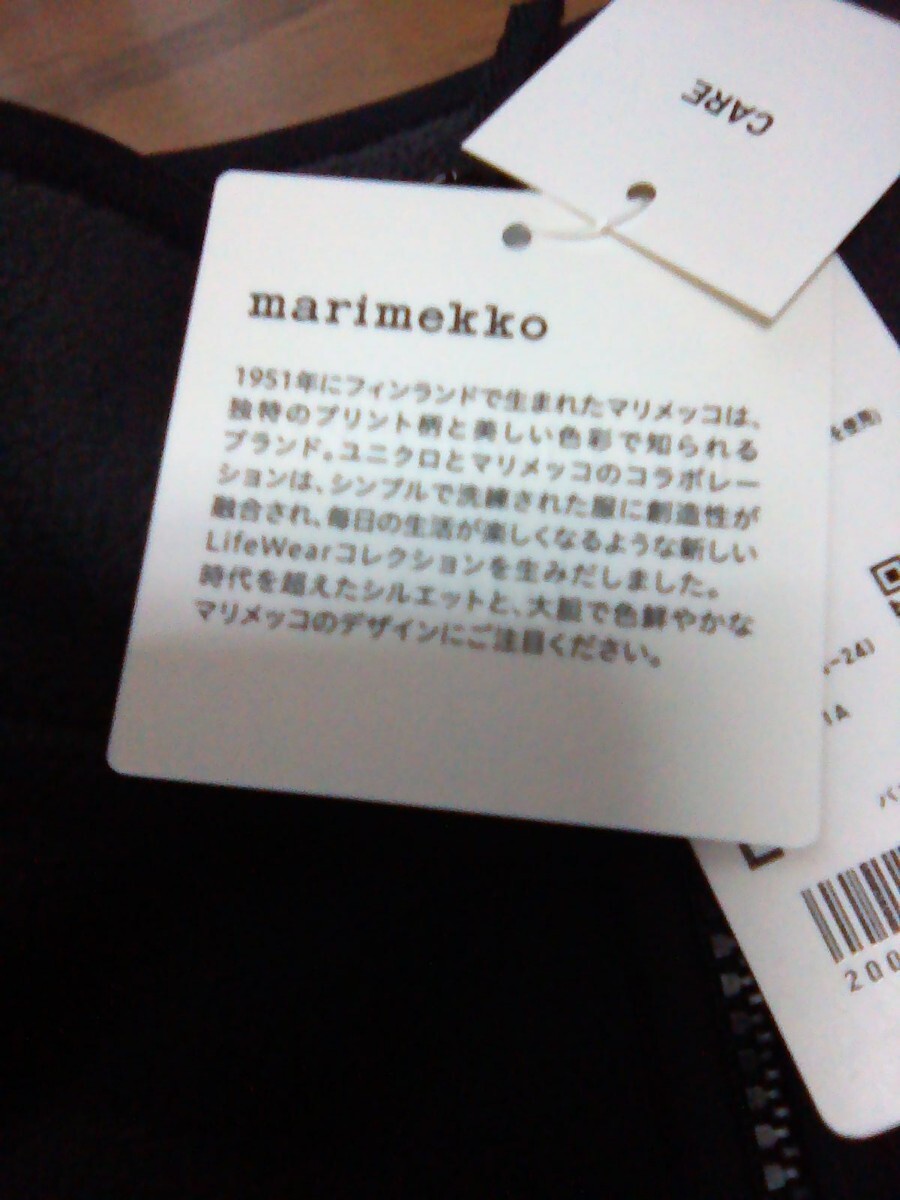 CARE
marimekko
1951年にフィンランドで生まれたマリメッコは、
独特のプリント柄と美しい色彩で知られる
ブランド。ユニクロとマリメッコのコラボレー
ションは、シンプルで洗練された服に創造性が
融合され、毎日の生活が楽しくなるような新しい
LifeWearコレクションを生みだしました。
時代を超えたシルエットと、大胆で色鮮やかな
マリメッコのデザインにご注目ください。
を使用)
-24)
1A
L
200